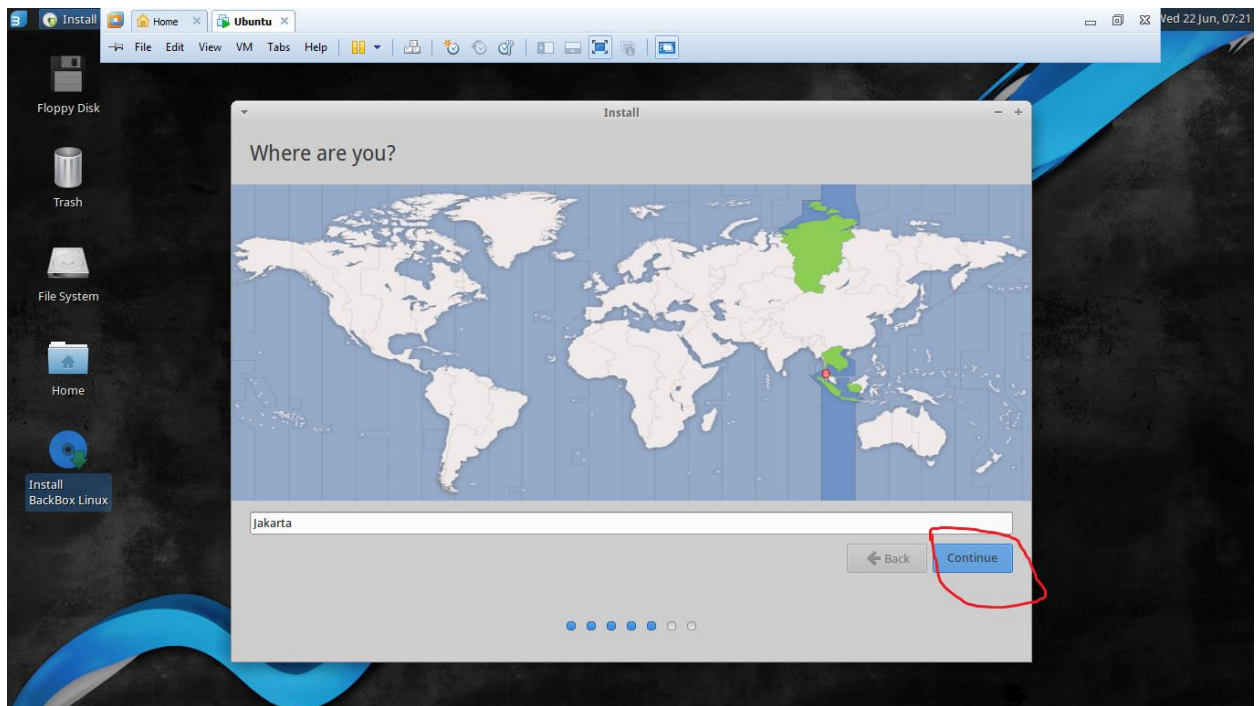 Install
Home
Ubuntu
Wed 22 Jun, 07:21
File Edit View VM Tabs Help
Floppy Disk
Trash
File System
Home
Install
BackBox Linux
Install
Where are you?
Jakarta
Back
Continue